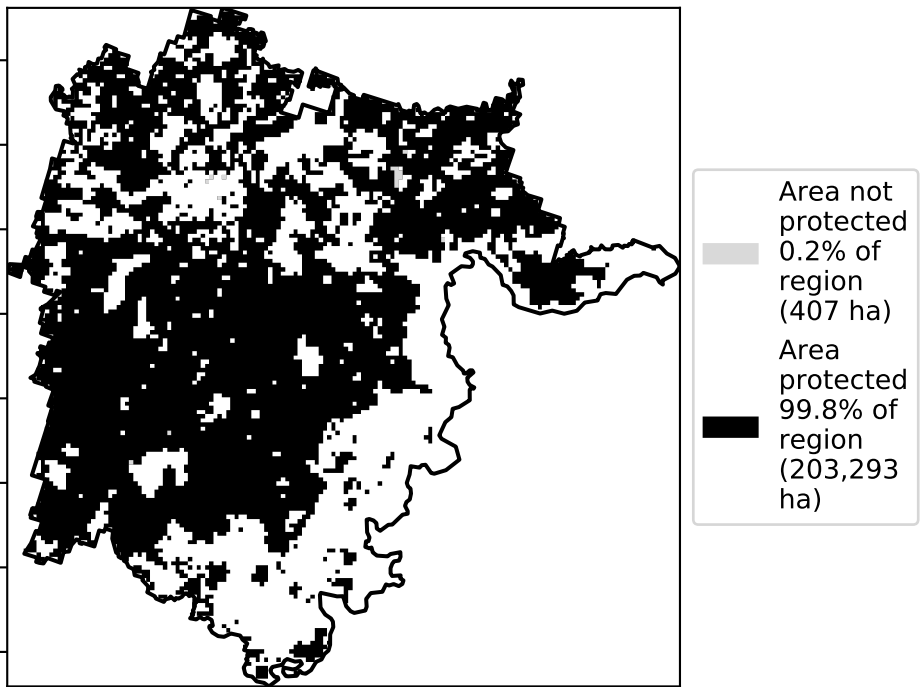 Area not
protected
0.2% of
region
(407 ha)
Area
protected
99.8% of
region
(203,293
ha)